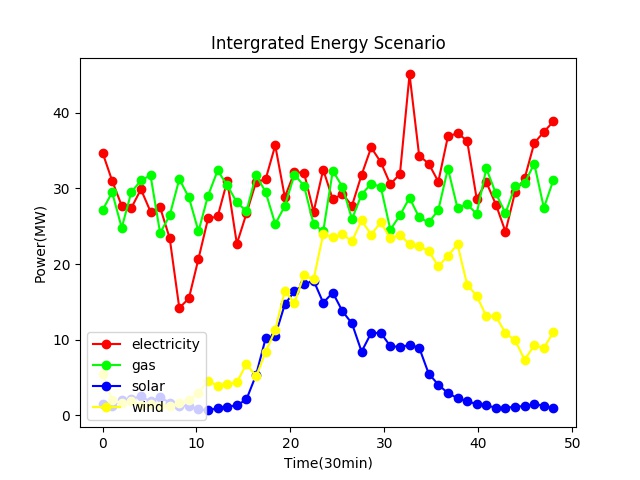 Intergrated Energy Scenario
Power(MW)
40
30
20
10
0
electricity
gas
solar
wind
0 10 20 30 40 50
Time(30min)